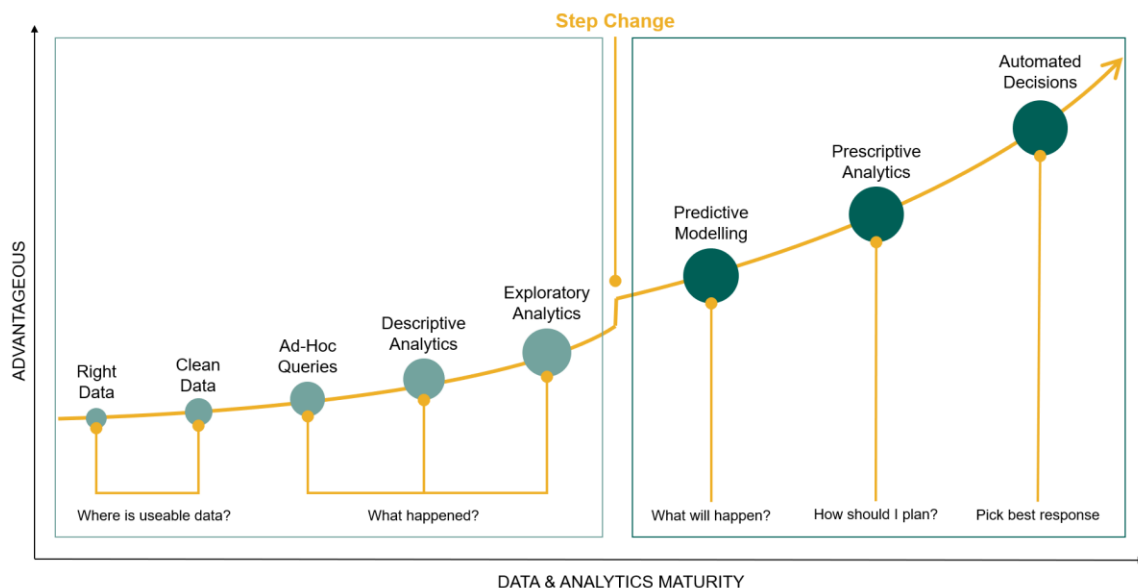 Step Change
Automated
Decisions
Prescriptive
Analytics
Predictive
Modelling
Exploratory
Analytics
Descriptive
Analytics
Ad-Hoc
Queries
Clean
Data
Right
Data
ADVANTAGEOUS
Where is useable data?
What happened?
What will happen?
How should I plan?
Pick best response
DATA & ANALYTICS MATURITY